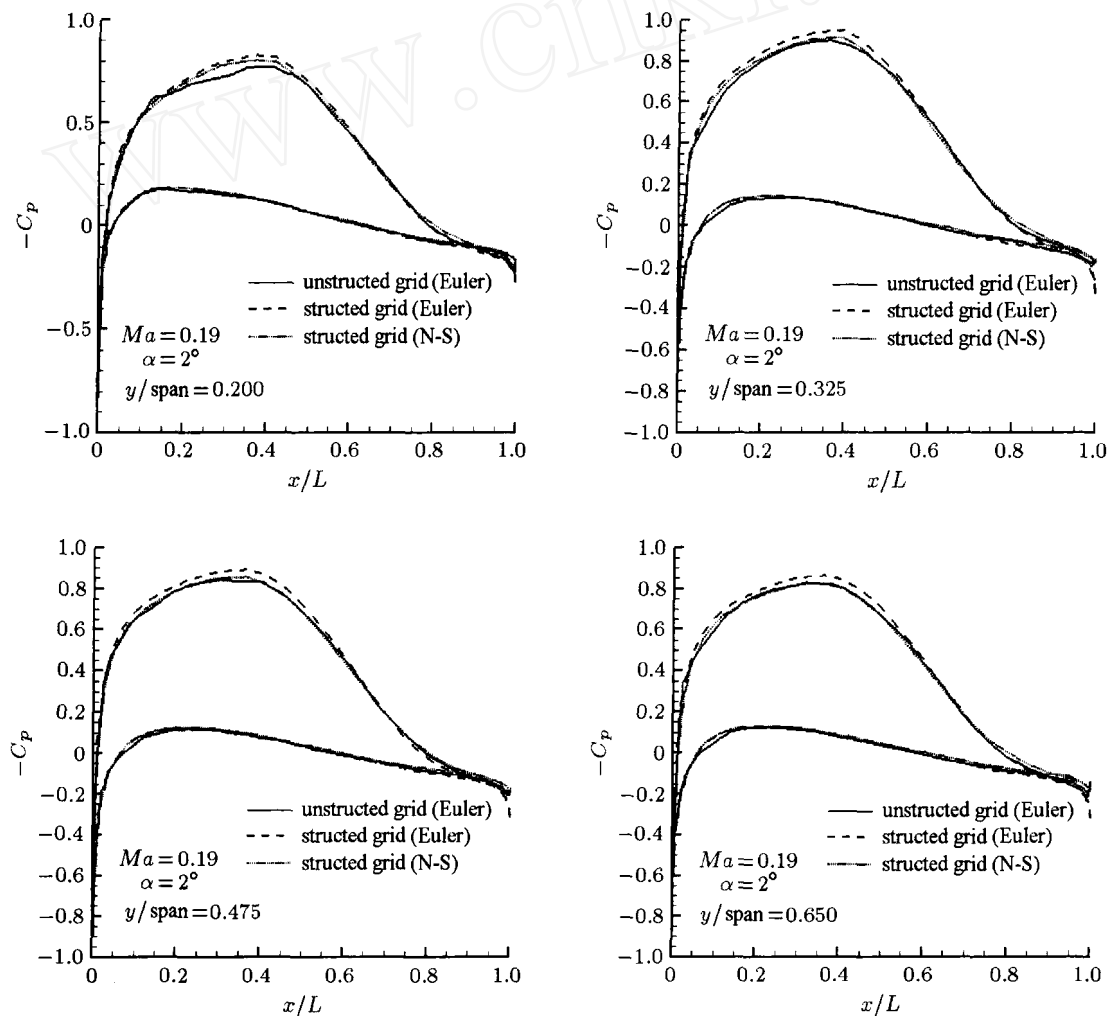 www.cnki.
1.0
0.5
0
−0.5
−1.0
−C_p
unstructed grid (Euler)
structed grid (Euler)
structed grid (N-S)
Ma = 0.19
α = 2°
y/span = 0.200
0 0.2 0.4 0.6 0.8 1.0
x/L
1.0
0.8
0.6
0.4
0.2
0
−0.2
−0.4
−0.6
−0.8
−1.0
−C_p
unstructed grid (Euler)
structed grid (Euler)
structed grid (N-S)
Ma = 0.19
α = 2°
y/span = 0.325
0 0.2 0.4 0.6 0.8 1.0
x/L
1.0
0.8
0.6
0.4
0.2
0
−0.2
−0.4
−0.6
−0.8
−1.0
−C_p
unstructed grid (Euler)
structed grid (Euler)
structed grid (N-S)
Ma = 0.19
α = 2°
y/span = 0.475
0 0.2 0.4 0.6 0.8 1.0
x/L
1.0
0.8
0.6
0.4
0.2
0
−0.2
−0.4
−0.6
−0.8
−1.0
−C_p
unstructed grid (Euler)
structed grid (Euler)
structed grid (N-S)
Ma = 0.19
α = 2°
y/span = 0.650
0 0.2 0.4 0.6 0.8 1.0
x/L